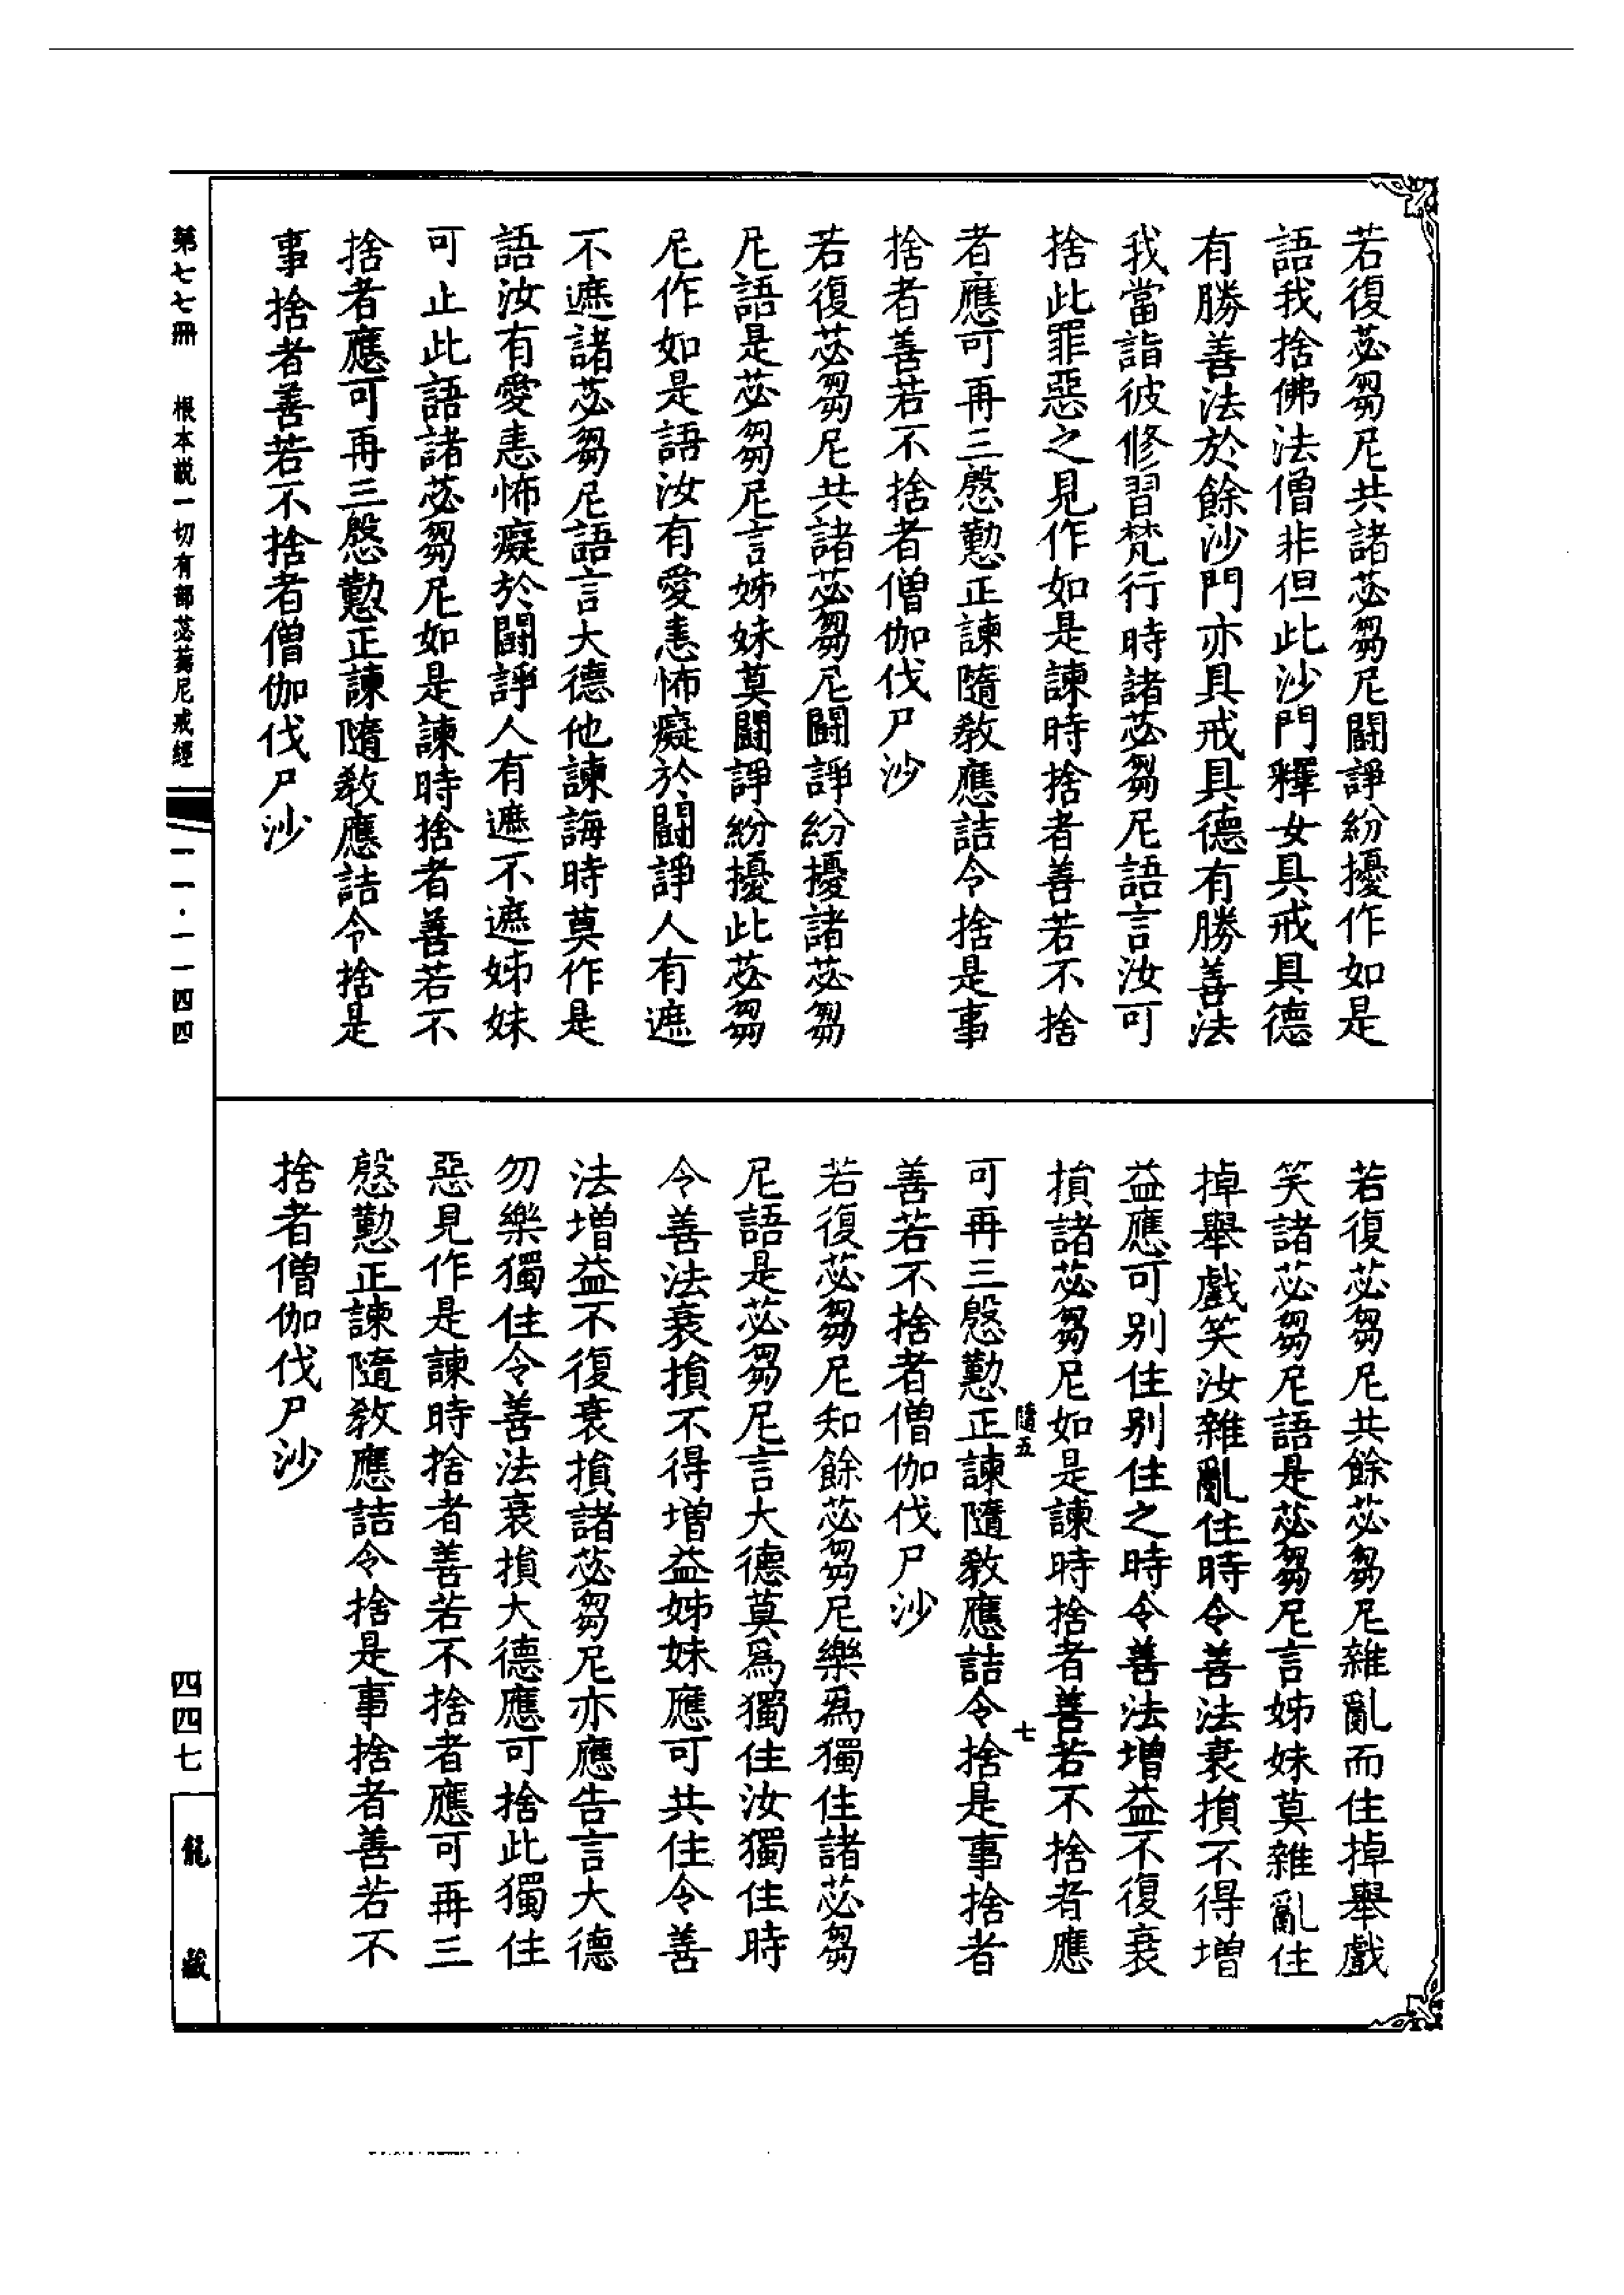 若復苾芻尼共諸苾芻尼鬪諍紛擾作如是
語我捨佛法僧非但此沙門釋女具戒具德
有勝善法於餘沙門亦具戒具德有勝善法
我當詣彼修習梵行時諸苾芻尼語言汝可
捨此罪惡之見作如是諫時捨者善若不捨
者應可再三慇懃正諫隨教應詰令捨是事
捨者善若不捨者僧伽伐尸沙
若復苾芻尼共諸苾芻尼鬪諍紛擾諸苾芻
尼語是苾芻尼言姊妹莫鬪諍紛擾此苾芻
尼作如是語汝有愛恚怖癡於鬪諍人有遮
不遮諸苾芻尼語言大德他諫誨時莫作是
語汝有愛恚怖癡於鬪諍人有遮不遮姊妹
可止此語諸苾芻尼如是諫時捨者善若不
捨者應可再三慇懃正諫隨教應詰令捨是
事捨者善若不捨者僧伽伐尸沙
若復苾芻尼共餘苾芻尼雜亂而住掉舉戲
笑諸苾芻尼語是苾芻尼言姊妹莫雜亂住
掉舉戲笑汝雜亂住時令善法衰損不得增
益應可別住別住之時令善法增益不復衰
損諸苾芻尼如是諫時捨者善若不捨者應
隨五 七
可再三慇懃正諫隨教應詰令捨是事捨者
善若不捨者僧伽伐尸沙
若復苾芻尼知餘苾芻尼樂爲獨住諸苾芻
尼語是苾芻尼言大德莫爲獨住汝獨住時
令善法衰損不得增益姊妹應可共住令善
法增益不復衰損諸苾芻尼亦應告言大德
勿樂獨住令善法衰損大德應可捨此獨住
惡見作是諫時捨者善若不捨者應可再三
慇懃正諫隨教應詰令捨是事捨者善若不
捨者僧伽伐尸沙
第七七冊 根本説一切有部苾蒭尼戒經 一一·一一四四
四四七
龍藏